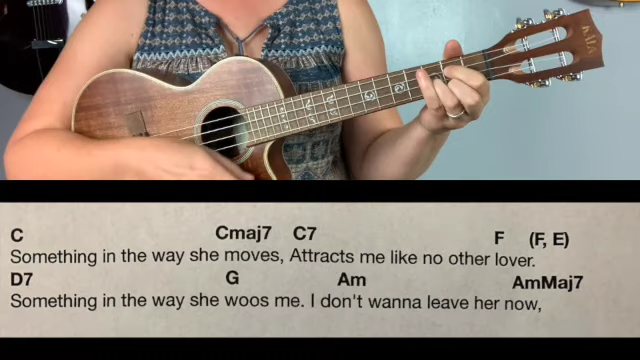 KALA
C Cmaj7 C7 F (F, E)
Something in the way she moves, Attracts me like no other lover.
D7 G Am AmMaj7
Something in the way she woos me. I don't wanna leave her now,